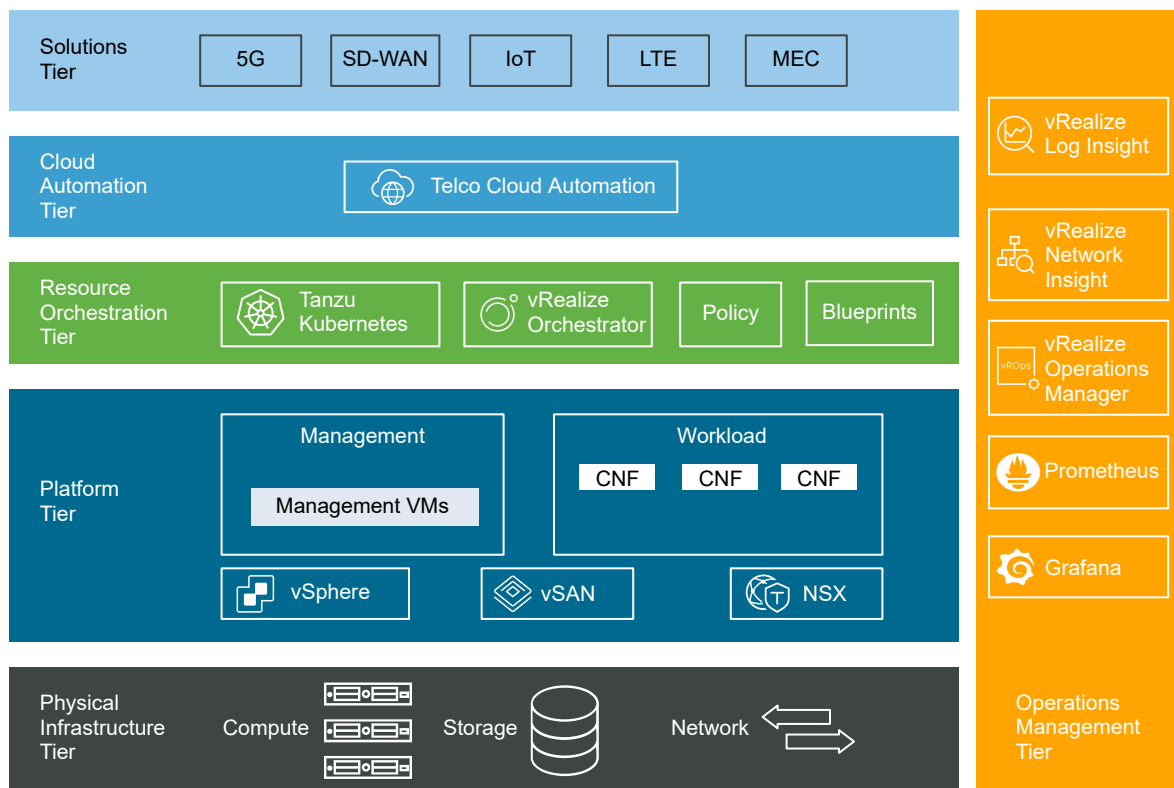 Solutions
Tier
5G
SD-WAN
IoT
LTE
MEC
Cloud
Automation
Tier
Telco Cloud Automation
Resource
Orchestration
Tier
Tanzu
Kubernetes
vRealize
Orchestrator
Policy
Blueprints
Platform
Tier
Management
Management VMs
Workload
CNF
CNF
CNF
vSphere
vSAN
T
NSX
Physical
Infrastructure
Tier
Compute
Storage
Network
vRealize
Log Insight
vRealize
Network
Insight
vROps
vRealize
Operations
Manager
Prometheus
Grafana
Operations
Management
Tier